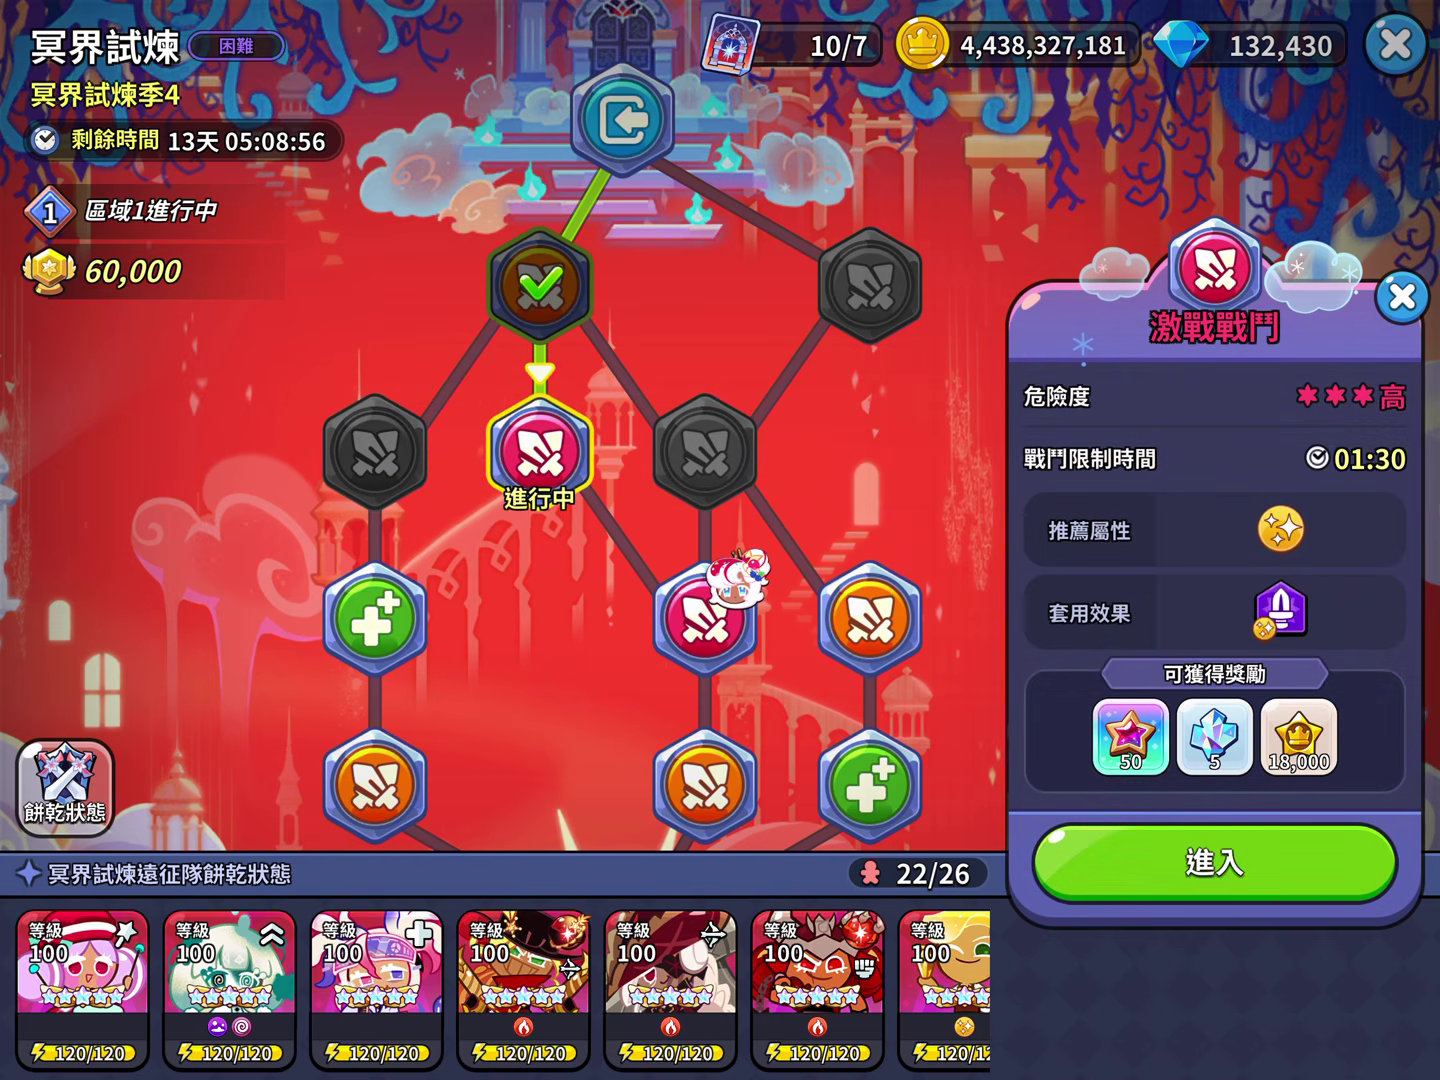 冥界試煉 困難
10/7
4,438,327,181
132,430
冥界試煉季4
剩餘時間 13天 05:08:56
1 區域1進行中
60,000
進行中
激戰戰鬥
危險度 高
戰鬥限制時間 01:30
推薦屬性
套用效果
可獲得獎勵
50
5
18,000
進入
餅乾狀態
冥界試煉遠征隊餅乾狀態
22/26
等級
100
120/120
等級
100
120/120
等級
100
120/120
等級
100
120/120
等級
100
120/120
等級
100
120/120
等級
100
120/12